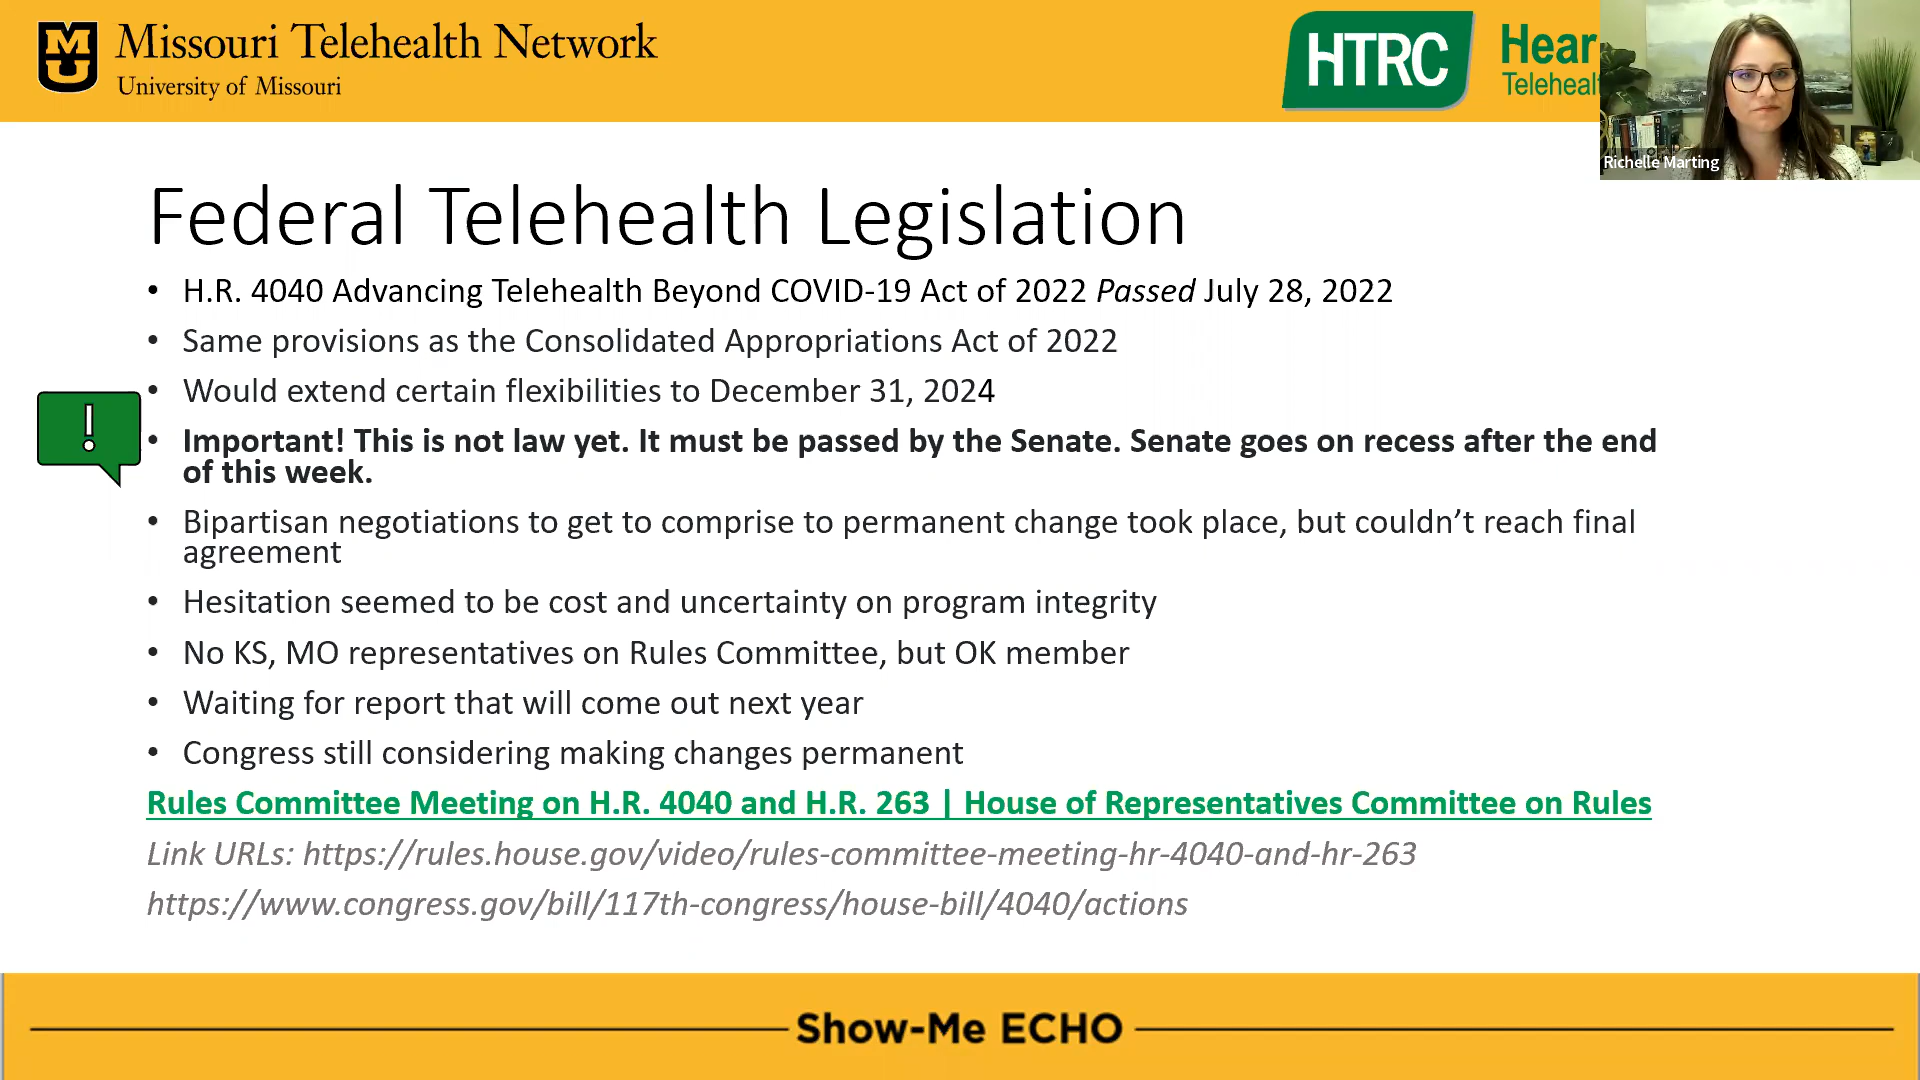 MU
Missouri Telehealth Network
University of Missouri
HTRC
Hear
Telehealt
Richelle Marting
Federal Telehealth Legislation
• H.R. 4040 Advancing Telehealth Beyond COVID-19 Act of 2022 Passed July 28, 2022
• Same provisions as the Consolidated Appropriations Act of 2022
• Would extend certain flexibilities to December 31, 2024
!
• Important! This is not law yet. It must be passed by the Senate. Senate goes on recess after the end
of this week.
• Bipartisan negotiations to get to comprise to permanent change took place, but couldn’t reach final
agreement
• Hesitation seemed to be cost and uncertainty on program integrity
• No KS, MO representatives on Rules Committee, but OK member
• Waiting for report that will come out next year
• Congress still considering making changes permanent
Rules Committee Meeting on H.R. 4040 and H.R. 263 | House of Representatives Committee on Rules
Link URLs: https://rules.house.gov/video/rules-committee-meeting-hr-4040-and-hr-263
https://www.congress.gov/bill/117th-congress/house-bill/4040/actions
Show-Me ECHO